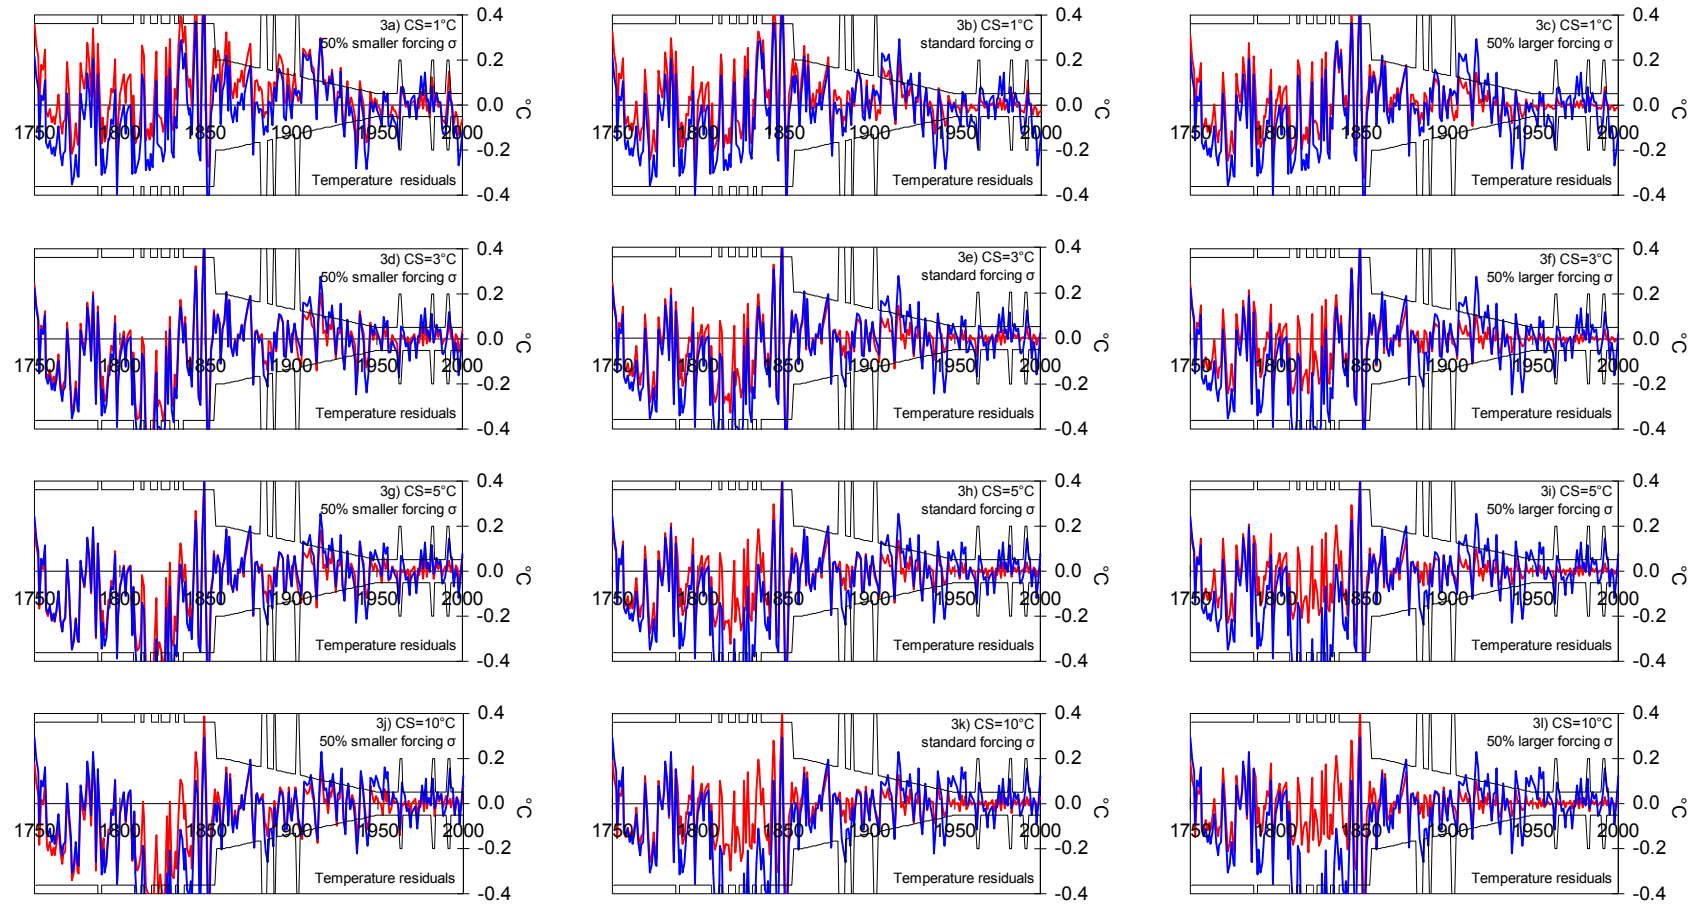 3a) CS=1°C
50% smaller forcing σ
0.4
0.2
0.0
-0.2
-0.4
°C
1750 1800 1850 1900 1950 2000
Temperature residuals
3b) CS=1°C
standard forcing σ
0.4
0.2
0.0
-0.2
-0.4
°C
1750 1800 1850 1900 1950 2000
Temperature residuals
3c) CS=1°C
50% larger forcing σ
0.4
0.2
0.0
-0.2
-0.4
°C
1750 1800 1850 1900 1950 2000
Temperature residuals
3d) CS=3°C
50% smaller forcing σ
0.4
0.2
0.0
-0.2
-0.4
°C
1750 1800 1850 1900 1950 2000
Temperature residuals
3e) CS=3°C
standard forcing σ
0.4
0.2
0.0
-0.2
-0.4
°C
1750 1800 1850 1900 1950 2000
Temperature residuals
3f) CS=3°C
50% larger forcing σ
0.4
0.2
0.0
-0.2
-0.4
°C
1750 1800 1850 1900 1950 2000
Temperature residuals
3g) CS=5°C
50% smaller forcing σ
0.4
0.2
0.0
-0.2
-0.4
°C
1750 1800 1850 1900 1950 2000
Temperature residuals
3h) CS=5°C
standard forcing σ
0.4
0.2
0.0
-0.2
-0.4
°C
1750 1800 1850 1900 1950 2000
Temperature residuals
3i) CS=5°C
50% larger forcing σ
0.4
0.2
0.0
-0.2
-0.4
°C
1750 1800 1850 1900 1950 2000
Temperature residuals
3j) CS=10°C
50% smaller forcing σ
0.4
0.2
0.0
-0.2
-0.4
°C
1750 1800 1850 1900 1950 2000
Temperature residuals
3k) CS=10°C
standard forcing σ
0.4
0.2
0.0
-0.2
-0.4
°C
1750 1800 1850 1900 1950 2000
Temperature residuals
3l) CS=10°C
50% larger forcing σ
0.4
0.2
0.0
-0.2
-0.4
°C
1750 1800 1850 1900 1950 2000
Temperature residuals